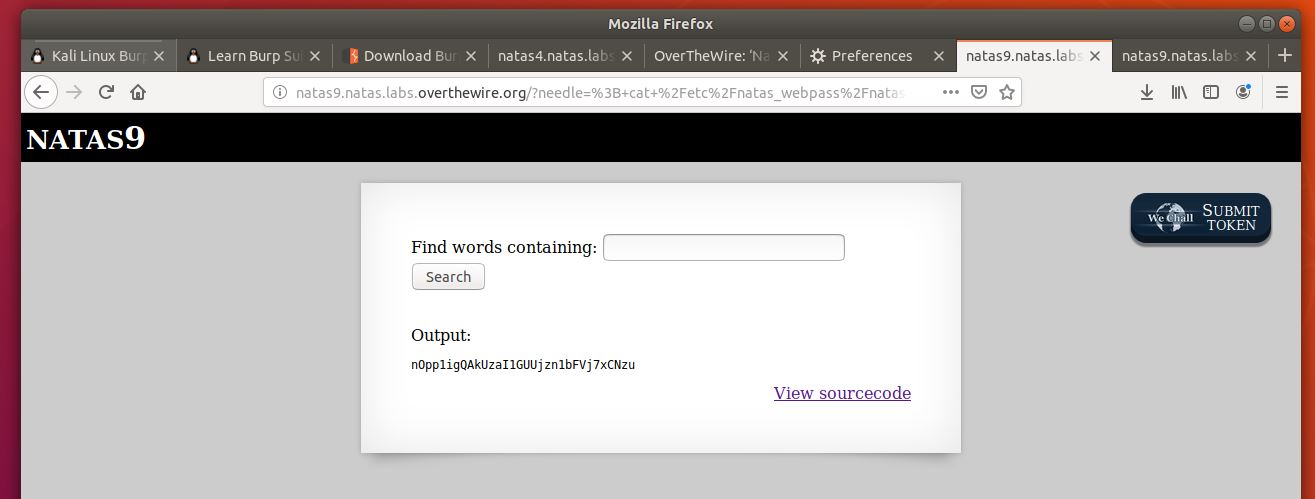 Mozilla Firefox
Kali Linux Burp
Learn Burp Sui
Download Bur
natas4.natas.labs
OverTheWire: 'Na
Preferences
natas9.natas.labs
natas9.natas.labs
natas9.natas.labs.overthewire.org/?needle=%3B+cat+%2Fetc%2Fnatas_webpass%2Fnatas
NATAS9
We Chall
SUBMIT
TOKEN
Find words containing:
Search
Output:
nOpp1igQAkUzaI1GUUjzn1bFVj7xCNzu
View sourcecode